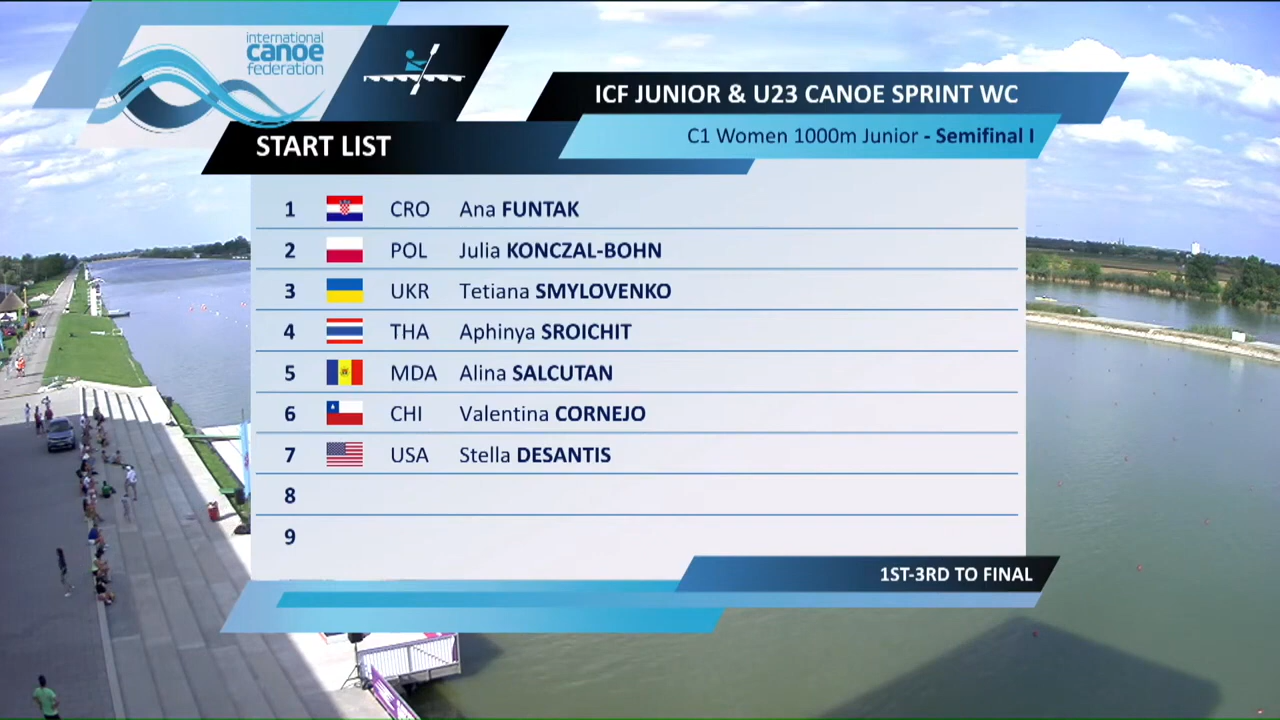 international
canoe
federation
ICF JUNIOR & U23 CANOE SPRINT WC
C1 Women 1000m Junior - Semifinal I
START LIST
1 CRO Ana FUNTAK
2 POL Julia KONCZAL-BOHN
3 UKR Tetiana SMYLOVENKO
4 THA Aphinya SROICHIT
5 MDA Alina SALCUTAN
6 CHI Valentina CORNEJO
7 USA Stella DESANTIS
8
9
1ST-3RD TO FINAL